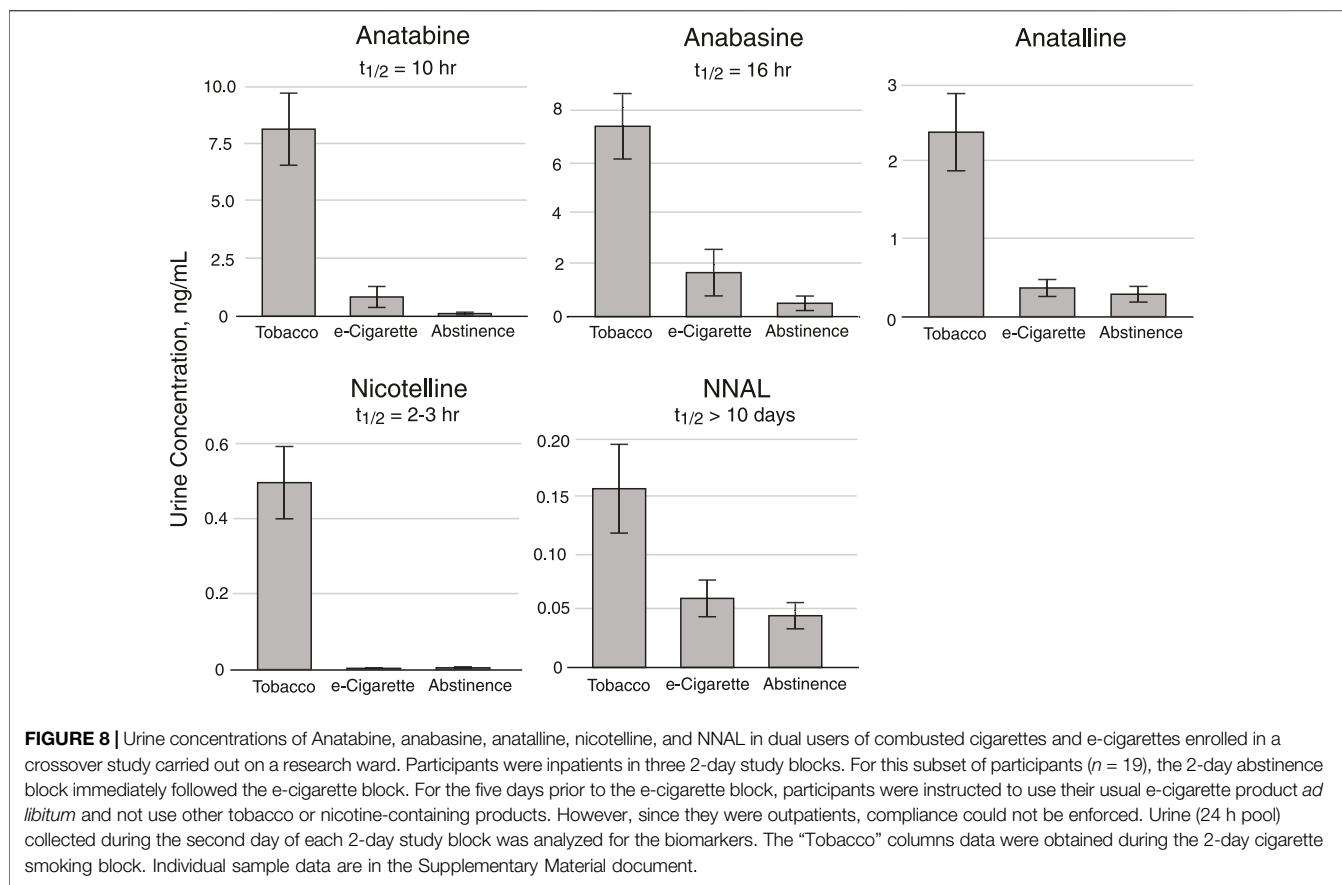 Anatabine
t1/2 = 10 hr
10.0
7.5
5.0
2.5
0
Tobacco e-Cigarette Abstinence
Anabasine
t1/2 = 16 hr
8
6
4
2
0
Tobacco e-Cigarette Abstinence
Anatalline
3
2
1
0
Tobacco e-Cigarette Abstinence
Urine Concentration, ng/mL
Nicotelline
t1/2 = 2-3 hr
0.6
0.4
0.2
0
Tobacco e-Cigarette Abstinence
NNAL
t1/2 > 10 days
0.20
0.15
0.10
0.05
0
Tobacco e-Cigarette Abstinence
FIGURE 8 | Urine concentrations of Anatabine, anabasine, anatalline, nicotelline, and NNAL in dual users of combusted cigarettes and e-cigarettes enrolled in a
crossover study carried out on a research ward. Participants were inpatients in three 2-day study blocks. For this subset of participants (n = 19), the 2-day abstinence
block immediately followed the e-cigarette block. For the five days prior to the e-cigarette block, participants were instructed to use their usual e-cigarette product ad
libitum and not use other tobacco or nicotine-containing products. However, since they were outpatients, compliance could not be enforced. Urine (24 h pool)
collected during the second day of each 2-day study block was analyzed for the biomarkers. The “Tobacco” columns data were obtained during the 2-day cigarette
smoking block. Individual sample data are in the Supplementary Material document.